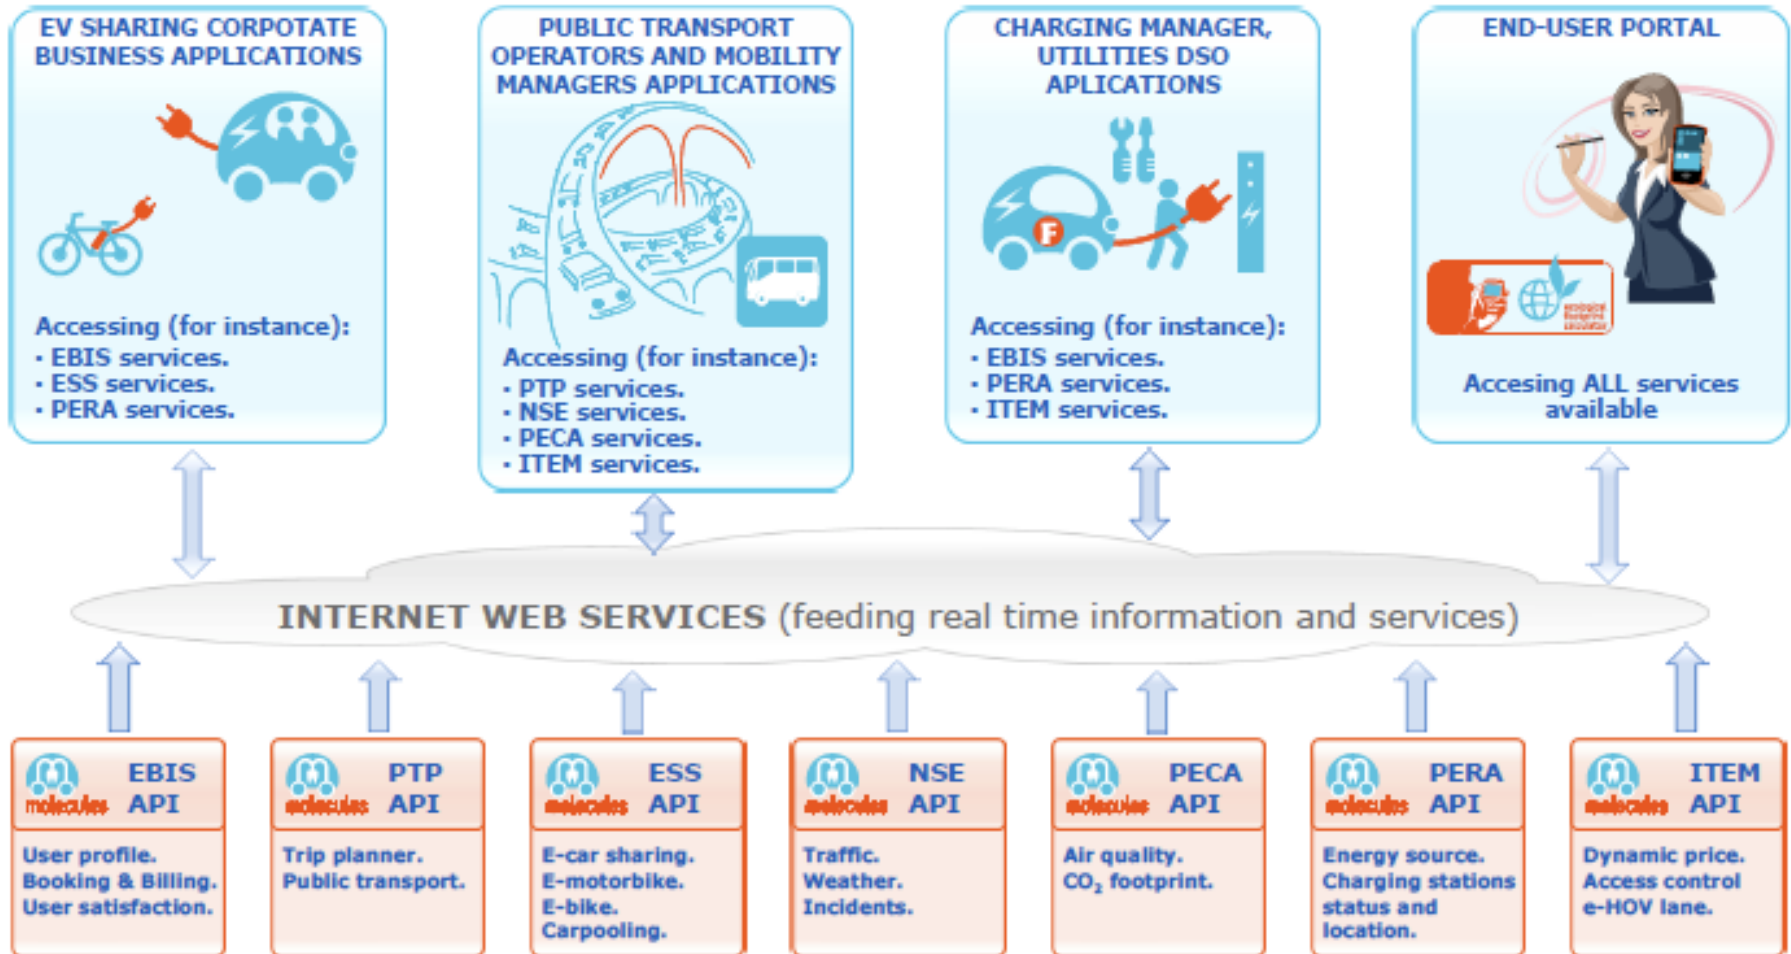 EV SHARING CORPOTATE
BUSINESS APPLICATIONS
Accessing (for instance):
· EBIS services.
· ESS services.
· PERA services.
PUBLIC TRANSPORT
OPERATORS AND MOBILITY
MANAGERS APPLICATIONS
Accessing (for instance):
· PTP services.
· NSE services.
· PECA services.
· ITEM services.
CHARGING MANAGER,
UTILITIES DSO
APLICATIONS
F
Accessing (for instance):
· EBIS services.
· PERA services.
· ITEM services.
END-USER PORTAL
ecological
footprint
calculator
Accesing ALL services
available
INTERNET WEB SERVICES (feeding real time information and services)
molecules
EBIS
API
User profile.
Booking & Billing.
User satisfaction.
molecules
PTP
API
Trip planner.
Public transport.
molecules
ESS
API
E-car sharing.
E-motorbike.
E-bike.
Carpooling.
molecules
NSE
API
Traffic.
Weather.
Incidents.
molecules
PECA
API
Air quality.
CO₂ footprint.
molecules
PERA
API
Energy source.
Charging stations
status and
location.
molecules
ITEM
API
Dynamic price.
Access control
e-HOV lane.